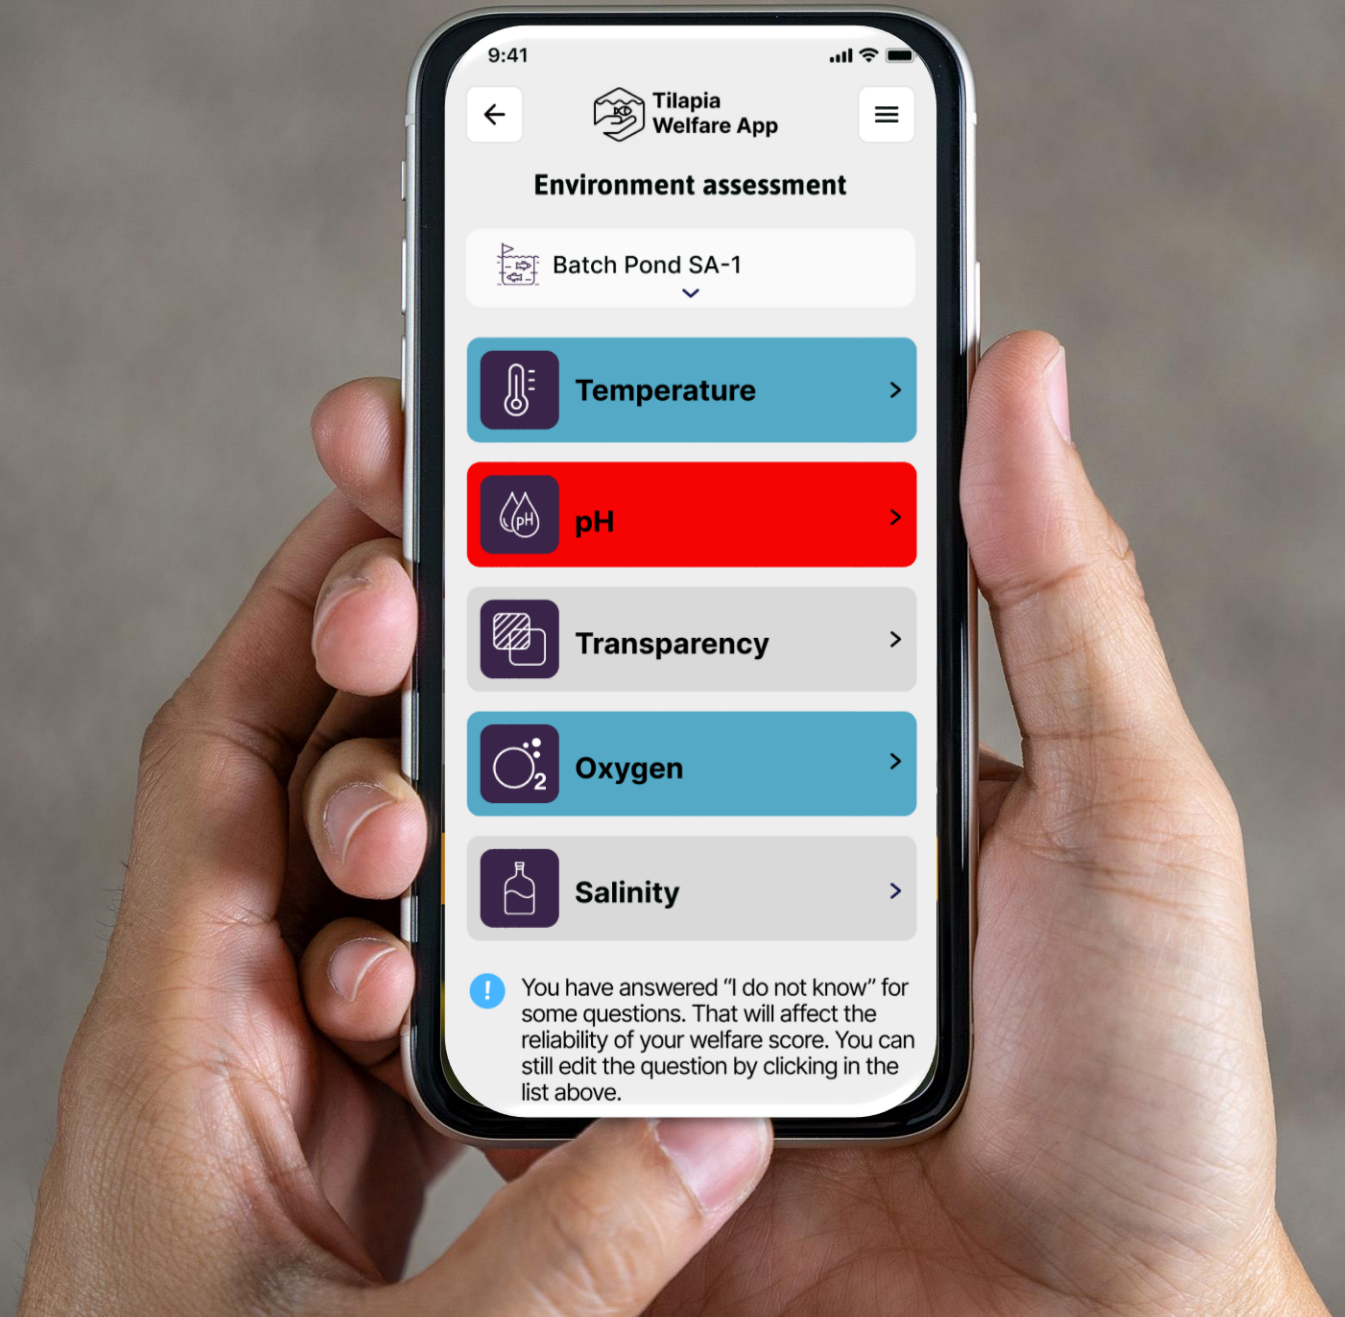 9:41
Tilapia
Welfare App
Environment assessment
Batch Pond SA-1
Temperature
pH
pH
Transparency
2
Oxygen
Salinity
! You have answered “I do not know” for
some questions. That will affect the
reliability of your welfare score. You can
still edit the question by clicking in the
list above.